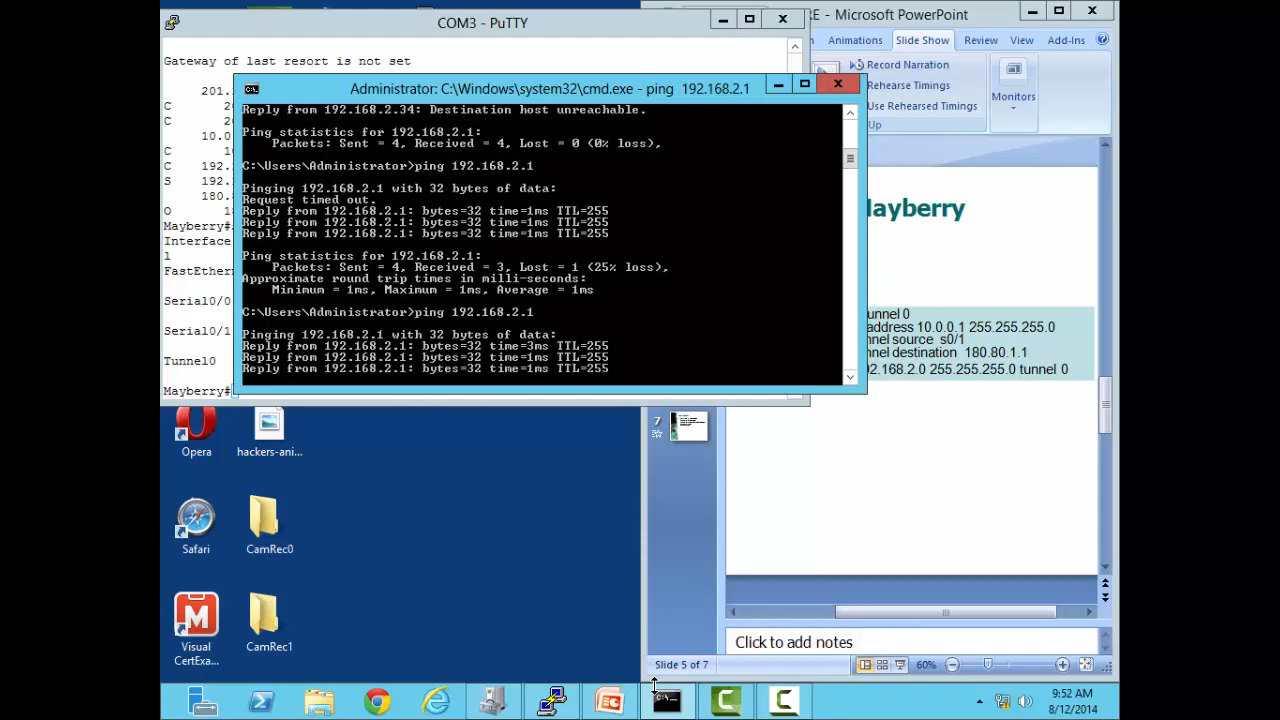 COM3 - PuTTY
Gateway of last resort is not set
201.
C 2
C 2
10.0
C 1
C 192.
S 192.
180.8
O 1
Mayberry#
Interface
l
FastEthern
Serial0/0
Serial0/1
Tunnel0
Mayberry#
Administrator: C:\Windows\system32\cmd.exe - ping 192.168.2.1
Reply from 192.168.2.34: Destination host unreachable.
Ping statistics for 192.168.2.1:
Packets: Sent = 4, Received = 4, Lost = 0 (0% loss),
C:\Users\Administrator>ping 192.168.2.1
Pinging 192.168.2.1 with 32 bytes of data:
Request timed out.
Reply from 192.168.2.1: bytes=32 time=1ms TTL=255
Reply from 192.168.2.1: bytes=32 time=1ms TTL=255
Reply from 192.168.2.1: bytes=32 time=1ms TTL=255
Ping statistics for 192.168.2.1:
Packets: Sent = 4, Received = 3, Lost = 1 (25% loss),
Approximate round trip times in milli-seconds:
Minimum = 1ms, Maximum = 1ms, Average = 1ms
C:\Users\Administrator>ping 192.168.2.1
Pinging 192.168.2.1 with 32 bytes of data:
Reply from 192.168.2.1: bytes=32 time=3ms TTL=255
Reply from 192.168.2.1: bytes=32 time=1ms TTL=255
Reply from 192.168.2.1: bytes=32 time=1ms TTL=255
RE - Microsoft PowerPoint
Animations Slide Show Review View Add-Ins
Record Narration
Rehearse Timings
Use Rehearsed Timings
Up
Monitors
Mayberry
unnel 0
address 10.0.0.1 255.255.255.0
nnel source s0/1
nnel destination 180.80.1.1
92.168.2.0 255.255.255.0 tunnel 0
7
Click to add notes
Slide 5 of 7
60%
Opera
hackers-ani...
Safari
CamRec0
Visual CertExa...
CamRec1
9:52 AM
8/12/2014